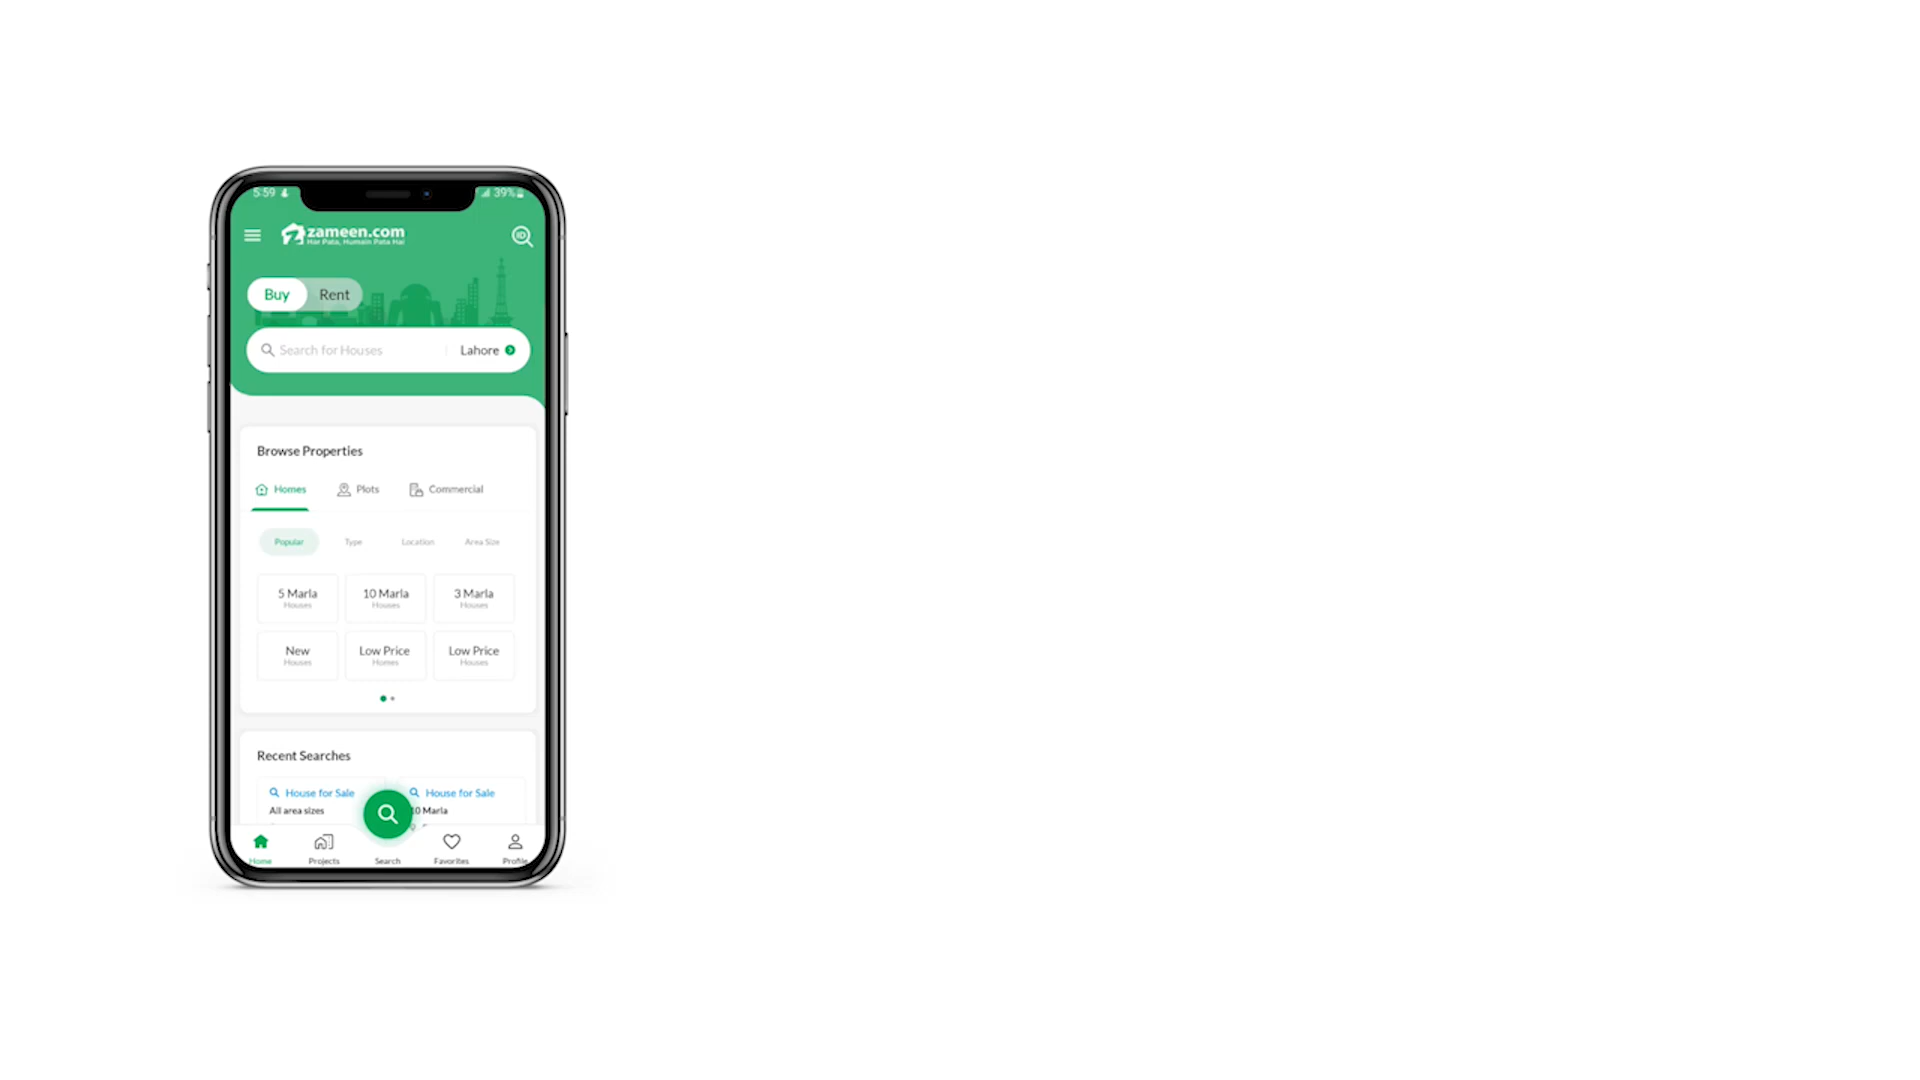 5:59
39%
zameen.com
Har Pata, Humein Pata Hai
ID
Buy Rent
Search for Houses Lahore
Browse Properties
Homes Plots Commercial
Popular Type Location Area Size
5 Marla 10 Marla 3 Marla
Houses Houses Houses
New Low Price Low Price
Houses Homes Houses
Recent Searches
House for Sale House for Sale
All area sizes 10 Marla
Home Projects Search Favorites Profile